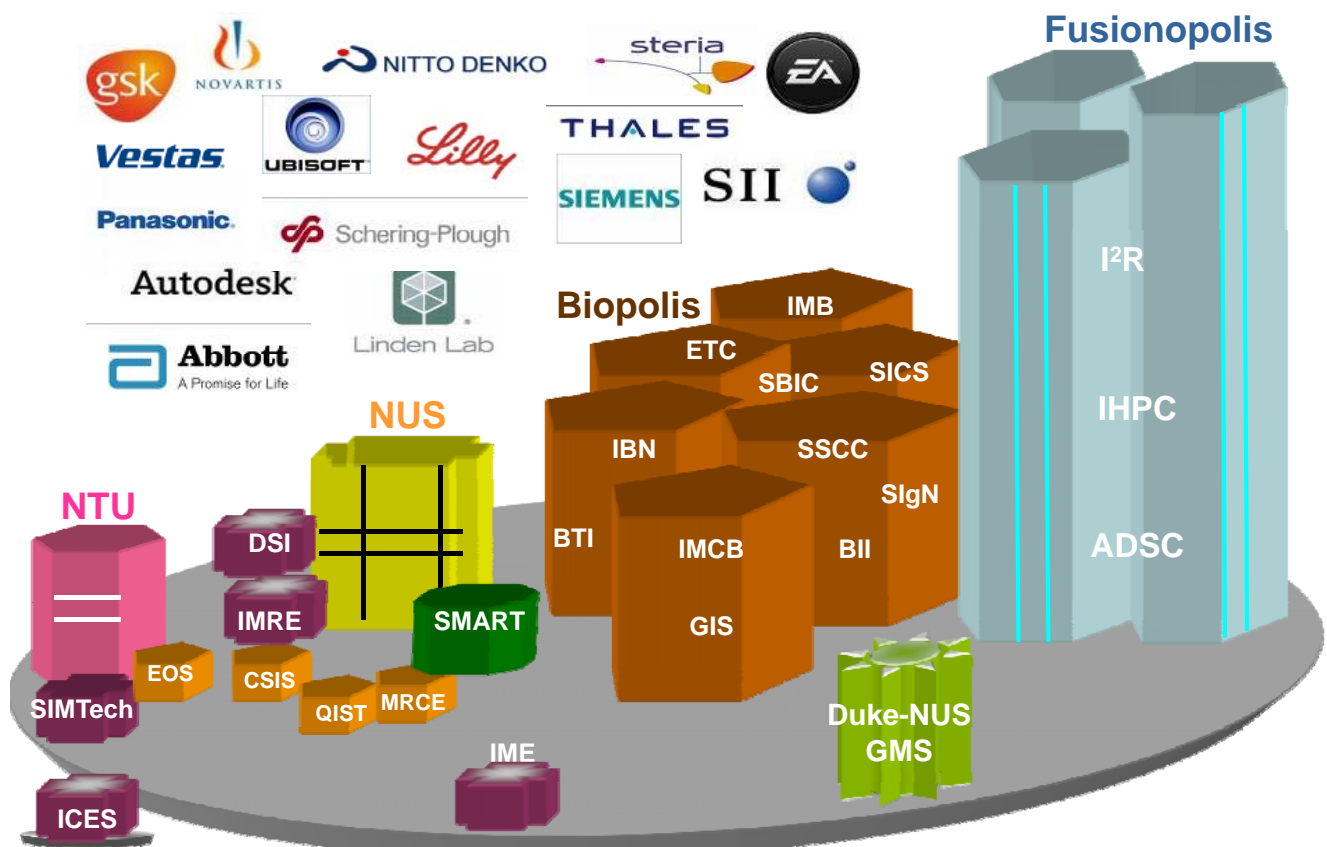 Fusionopolis
gsk
NOVARTIS
NITTO DENKO
steria
EA
Vestas
UBISOFT
Lilly
THALES
SIEMENS
SII
Panasonic
Schering-Plough
Autodesk
Linden Lab
Abbott
A Promise for Life
Biopolis
IMB
ETC
SBIC
SICS
I²R
NUS
IBN
SSCC
IHPC
SIgN
NTU
DSI
BTI
IMCB
BII
ADSC
IMRE
SMART
GIS
EOS
CSIS
QIST
MRCE
SIMTech
Duke-NUS
GMS
IME
ICES